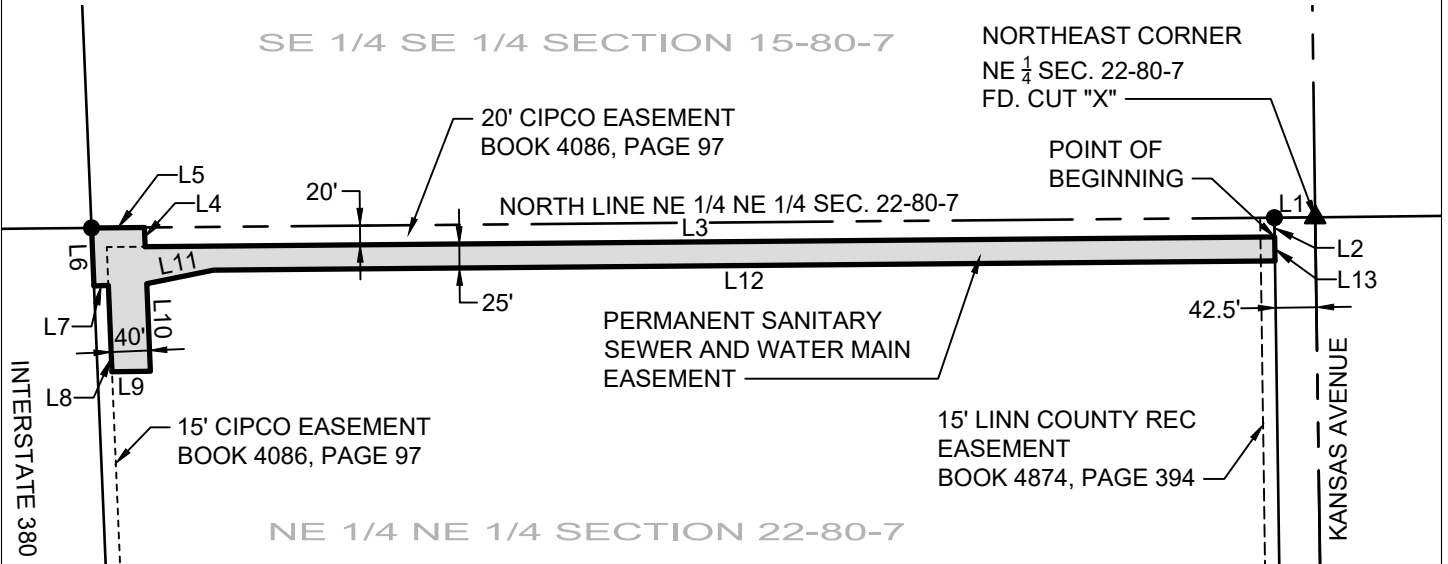 SE 1/4 SE 1/4 SECTION 15-80-7
NORTHEAST CORNER
NE 1/4 SEC. 22-80-7
FD. CUT "X"
20' CIPCO EASEMENT
BOOK 4086, PAGE 97
POINT OF
BEGINNING
L5
L4
20'
NORTH LINE NE 1/4 NE 1/4 SEC. 22-80-7
L1
L3
L2
L6
L11
L12
L13
25'
42.5'
L7
L10
40'
PERMANENT SANITARY
SEWER AND WATER MAIN
EASEMENT
L8
L9
INTERSTATE 380
KANSAS AVENUE
15' CIPCO EASEMENT
BOOK 4086, PAGE 97
15' LINN COUNTY REC
EASEMENT
BOOK 4874, PAGE 394
NE 1/4 NE 1/4 SECTION 22-80-7